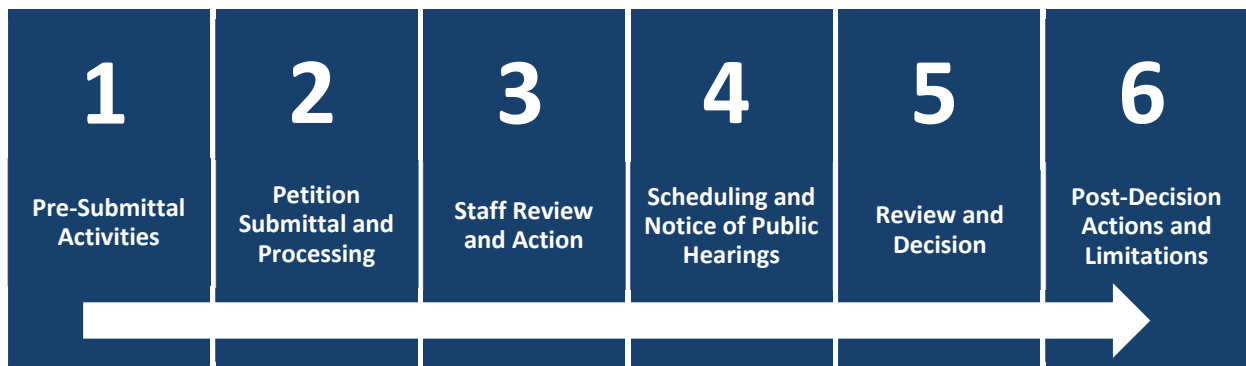 1
Pre-Submittal
Activities
2
Petition
Submittal and
Processing
3
Staff Review
and Action
4
Scheduling and
Notice of Public
Hearings
5
Review and
Decision
6
Post-Decision
Actions and
Limitations